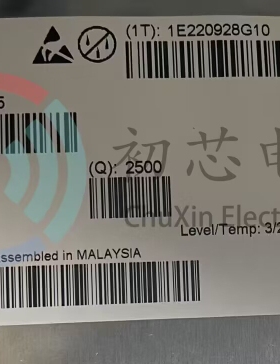 (1T): 1E220928G10
5
(Q): 2500
初芯电
ChuXin Elect
Level/Temp: 3/2
Assembled in MALAYSIA